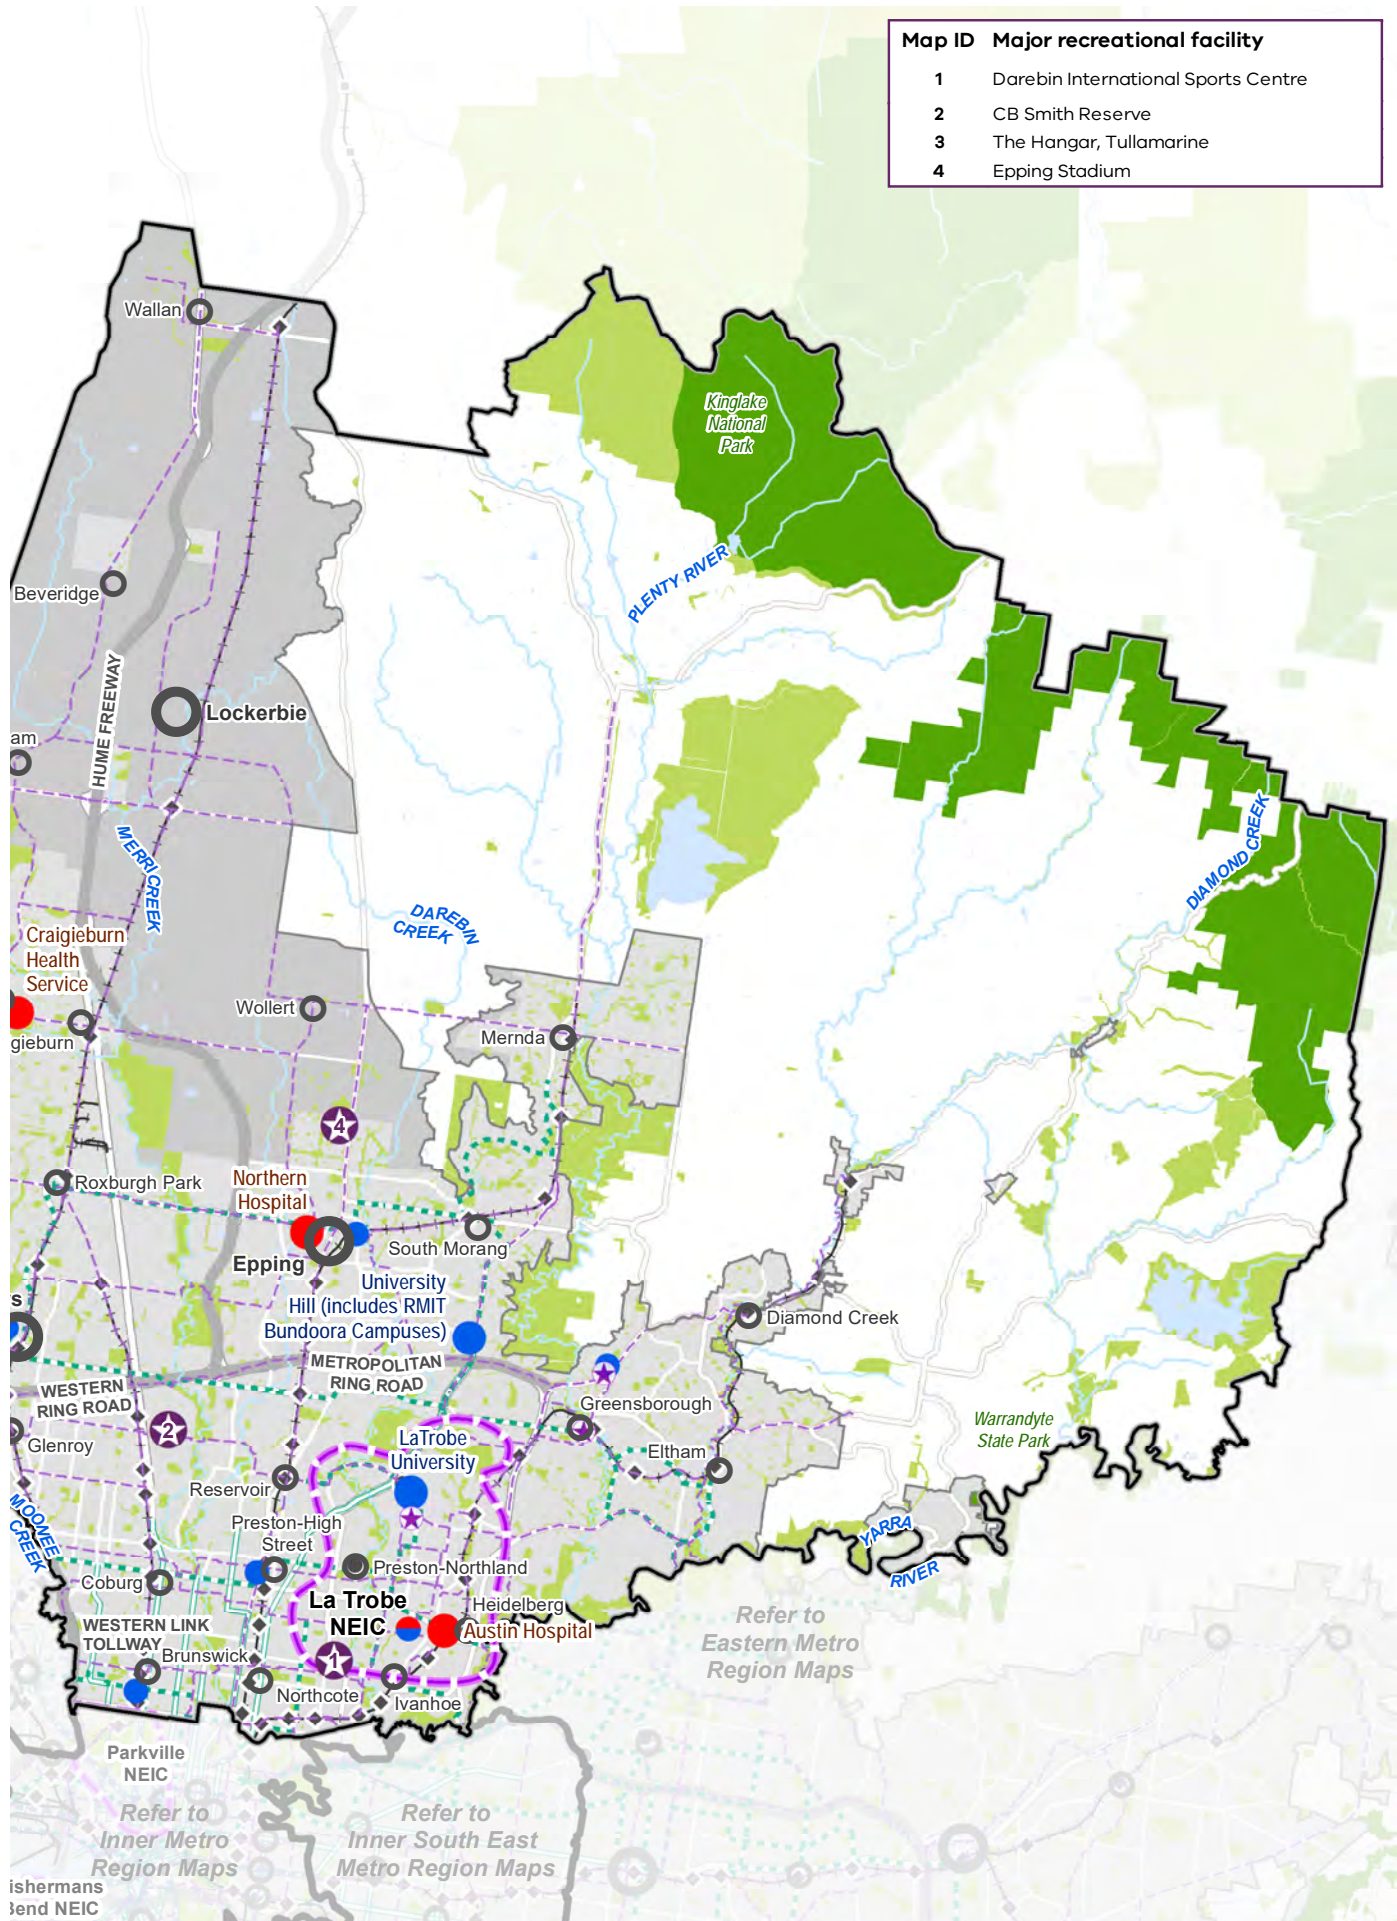 Map ID Major recreational facility
1 Darebin International Sports Centre
2 CB Smith Reserve
3 The Hangar, Tullamarine
4 Epping Stadium
Wallan
Kinglake
National
Park
PLENTY RIVER
Beveridge
HUME FREEWAY
Lockerbie
am
MERRI CREEK
DIAMOND CREEK
DAREBIN
CREEK
Craigieburn
Health
Service
Wollert
gieburn
Mernda
4
Roxburgh Park
Northern
Hospital
South Morang
Epping
University
Hill (includes RMIT
Bundoora Campuses)
s
Diamond Creek
METROPOLITAN
RING ROAD
WESTERN
RING ROAD
2
Greensborough
Glenroy
LaTrobe
University
Warrandyte
State Park
Eltham
Reservoir
MOONEE
CREEK
Preston-High
Street
YARRA
RIVER
Preston-Northland
Coburg
La Trobe
NEIC
Heidelberg
Austin Hospital
WESTERN LINK
TOLLWAY
Brunswick
1
Northcote
Ivanhoe
Refer to
Eastern Metro
Region Maps
Parkville
NEIC
Refer to
Inner Metro
Region Maps
Refer to
Inner South East
Metro Region Maps
ishermans
Bend NEIC